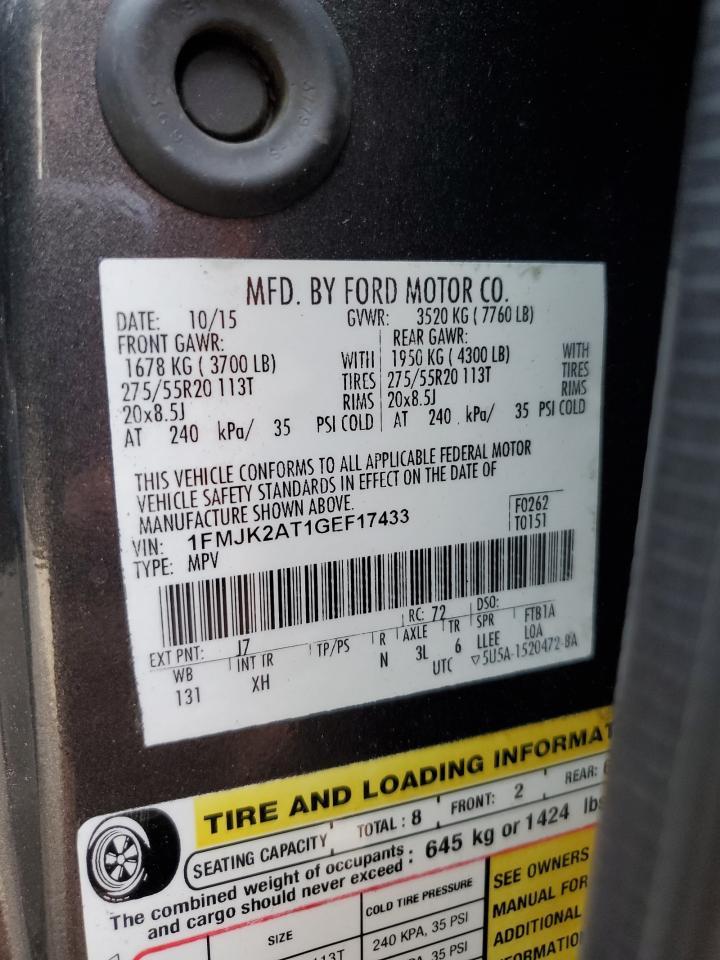 MFD. BY FORD MOTOR CO.
DATE: 10/15 GVWR: 3520 KG ( 7760 LB)
FRONT GAWR: REAR GAWR:
1678 KG ( 3700 LB) WITH 1950 KG ( 4300 LB) WITH
275/55R20 113T TIRES 275/55R20 113T TIRES
20x8.5J RIMS 20x8.5J RIMS
AT 240 kPa/ 35 PSI COLD AT 240 kPa/ 35 PSI COLD
THIS VEHICLE CONFORMS TO ALL APPLICABLE FEDERAL MOTOR
VEHICLE SAFETY STANDARDS IN EFFECT ON THE DATE OF
MANUFACTURE SHOWN ABOVE.
F0262
VIN: 1FMJK2AT1GEF17433 T0151
TYPE: MPV
EXT PNT: J7 RC: 72 DSO:
WB INT TR TP/PS R AXLE TR SPR FTB1A
131 XH N 3L 6 LLEE LOA
UTC ▽5U5A-1520472-BA
TIRE AND LOADING INFORMAT
SEATING CAPACITY TOTAL : 8 FRONT: 2 REAR:
The combined weight of occupants
and cargo should never exceed : 645 kg or 1424 lbs
SIZE COLD TIRE PRESSURE SEE OWNERS
240 KPA, 35 PSI MANUAL FOR
35 PSI ADDITIONAL